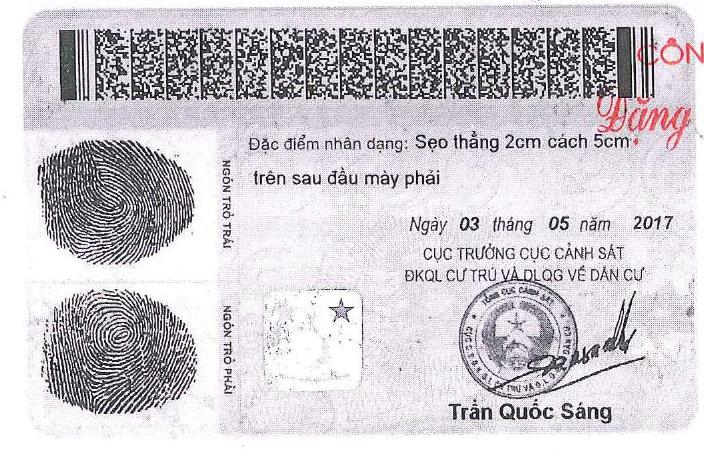 CÔN
Đăng
Đặc điểm nhân dạng: Sẹo thẳng 2cm cách 5cm
trên sau đầu mày phải
NGÓN TRỎ TRÁI
Ngày 03 tháng 05 năm 2017
CỤC TRƯỞNG CỤC CẢNH SÁT
ĐKQL CƯ TRÚ VÀ DLQG VỀ DÂN CƯ
NGÓN TRỎ PHẢI
TỔNG CỤC CẢNH SÁT
Trần Quốc Sáng